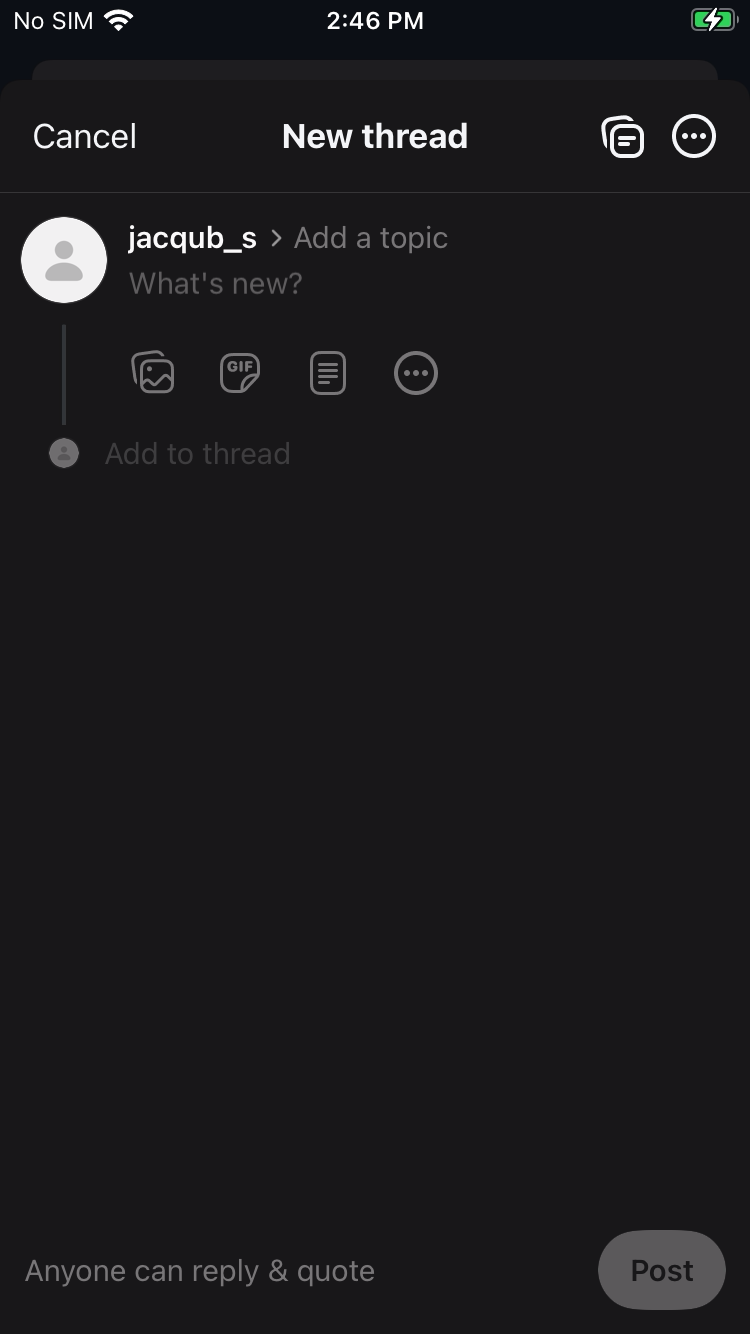 No SIM 2:46 PM
Cancel New thread
jacqub_s > Add a topic
What's new?
GIF
Add to thread
Anyone can reply & quote Post